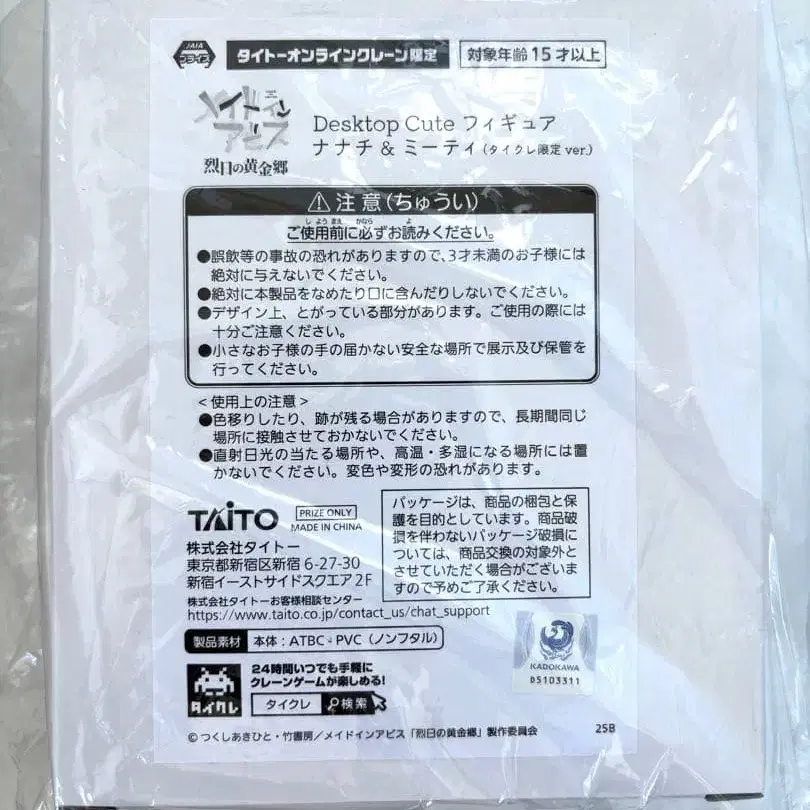 JAIA
プライズ
タイトーオンラインクレーン限定
対象年齢15才以上
メイドイン
アビス
烈日の黄金郷
Desktop Cute フィギュア
ナナチ & ミーティ(タイクレ限定 ver.)
注意(ちゅうい)
しようまえ かなら よ
ご使用前に必ずお読みください。
●誤飲等の事故の恐れがありますので、3才未満のお子様には
絶対に与えないでください。
●絶対に本製品をなめたり口に含んだりしないでください。
●デザイン上、とがっている部分があります。ご使用の際には
十分ご注意ください。
●小さなお子様の手の届かない安全な場所で展示及び保管を
行ってください。
<使用上の注意>
●色移りしたり、跡が残る場合がありますので、長期間同じ
場所に接触させておかないでください。
●直射日光の当たる場所や、高温・多湿になる場所には置
かないでください。変色や変形の恐れがあります。
TAITO
PRIZE ONLY
MADE IN CHINA
株式会社タイトー
東京都新宿区新宿 6-27-30
新宿イーストサイドスクエア 2F
株式会社タイトーお客様相談センター
https://www.taito.co.jp/contact_us/chat_support
パッケージは、商品の梱包と保
護を目的としています。商品破
損を伴わないパッケージ破損に
ついては、商品交換の対象外と
させていただく場合がございま
すので予めご了承ください。
製品素材 本体:ATBC-PVC(ノンフタル)
タイクレ
24時間いつでも手軽に
クレーンゲームが楽しめる!
タイクレ 検索
KADOKAWA
D5103311
© つくしあきひと・竹書房/メイドインアビス「烈日の黄金郷」製作委員会
25B